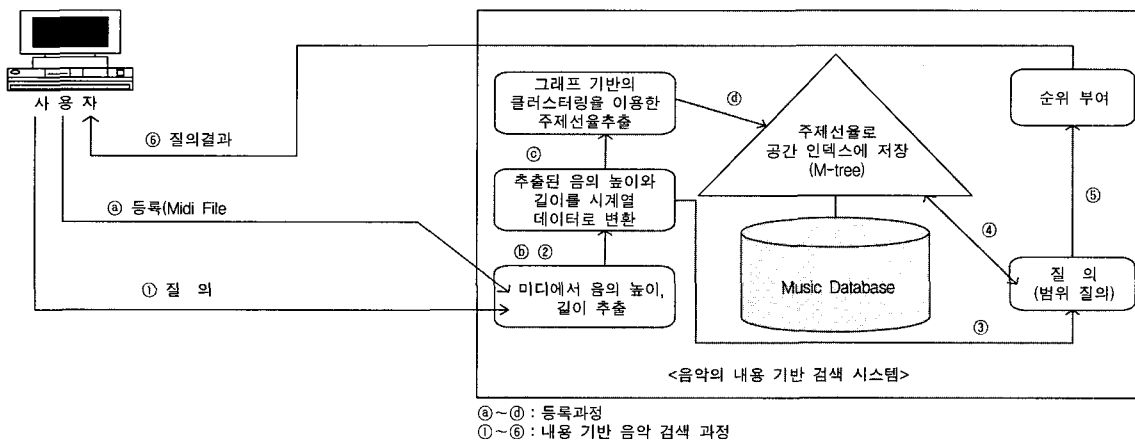 사 용 자
⑥ 질의결과
ⓐ 등록(Midi File
① 질 의
그래프 기반의
클러스터링을 이용한
주제선율추출
ⓓ
ⓒ
추출된 음의 높이와
길이를 시계열
데이터로 변환
ⓑ ②
미디에서 음의 높이,
길이 추출
주제선율로
공간 인덱스에 저장
(M-tree)
Music Database
순위 부여
⑤
④
질 의
(범위 질의)
③
<음악의 내용 기반 검색 시스템>
ⓐ~ⓓ : 등록과정
①~⑥ : 내용 기반 음악 검색 과정